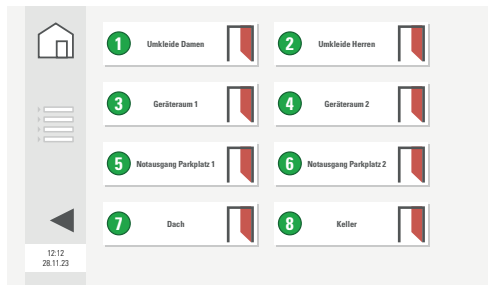 1 Umkleide Damen
2 Umkleide Herren
3 Geräteraum 1
4 Geräteraum 2
5 Notausgang Parkplatz 1
6 Notausgang Parkplatz 2
7 Dach
8 Keller
12:12
28.11.23